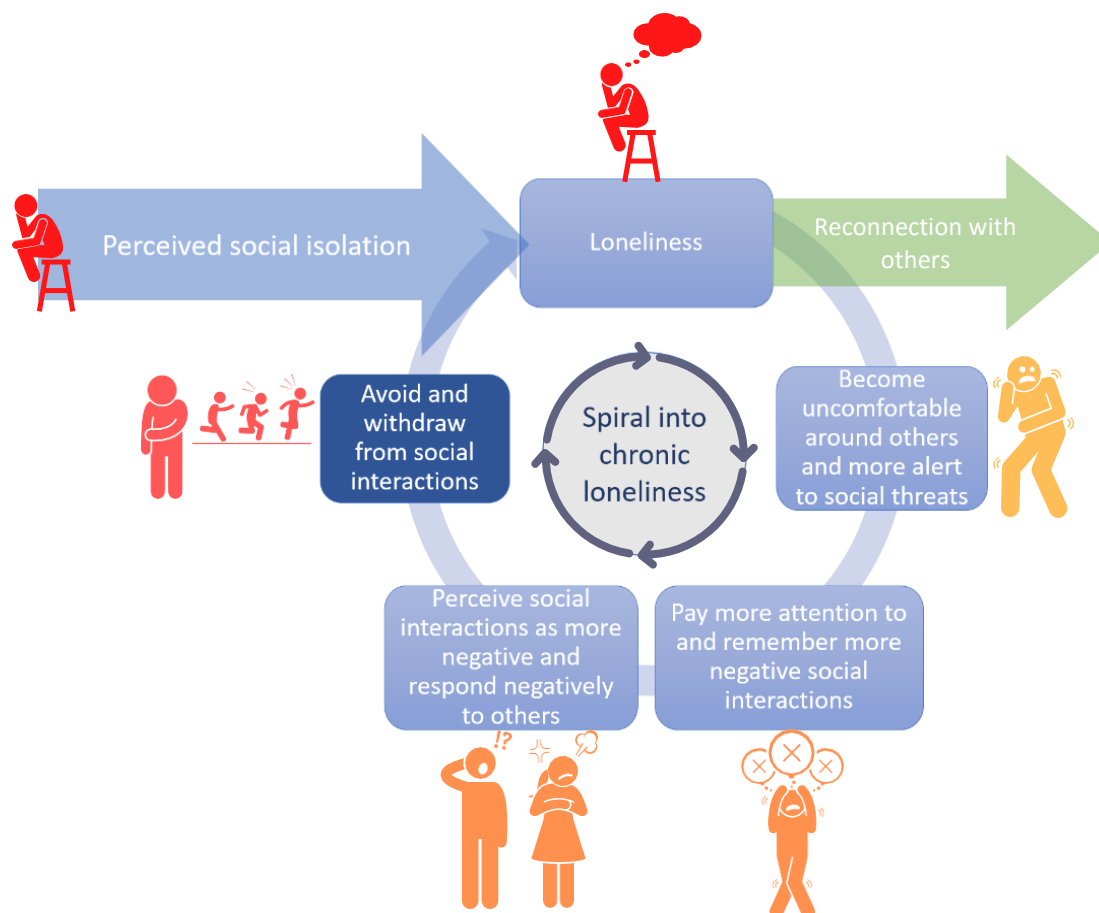 Perceived social isolation
Loneliness
Reconnection with
others
Become
uncomfortable
around others
and more alert
to social threats
Pay more attention to
and remember more
negative social
interactions
Perceive social
interactions as more
negative and
respond negatively
to others
Avoid and
withdraw
from social
interactions
Spiral into
chronic
loneliness
!?